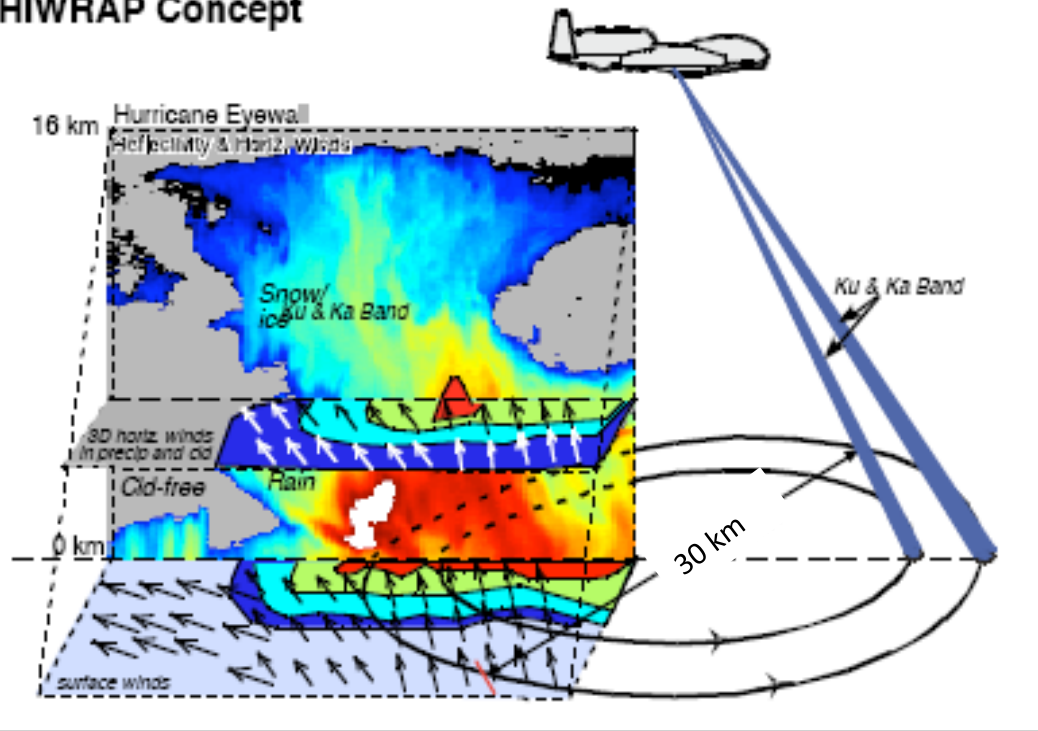 HIWRAP Concept
Hurricane Eyewall
16 km
Reflectivity & Horiz. Winds
Ku & Ka Band
Snow/
ice
Ku & Ka Band
3D horiz. winds
in precip and cld
Cld-free
Rain
0 km
30 km
surface winds